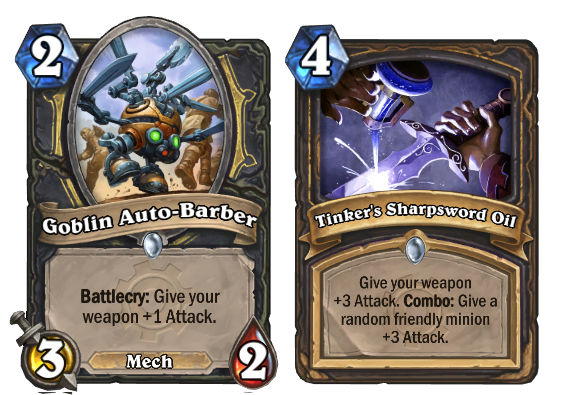 2
Goblin Auto-Barber
Battlecry: Give your
weapon +1 Attack.
3
Mech
2
4
Tinker's Sharpsword Oil
Give your weapon
+3 Attack. Combo: Give a
random friendly minion
+3 Attack.